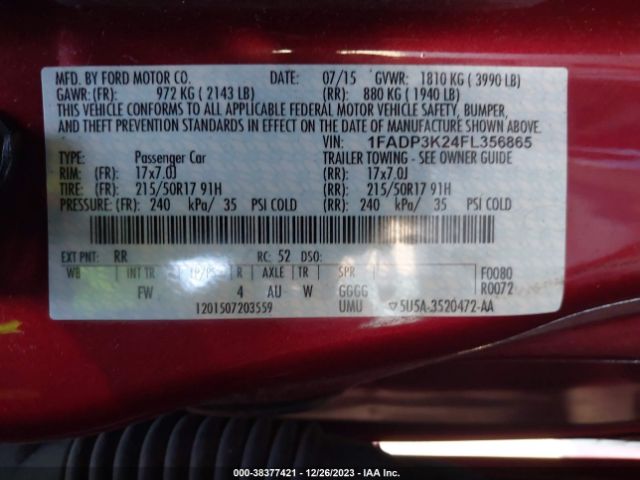 MFD. BY FORD MOTOR CO. DATE: 07/15 GVWR: 1810 KG ( 3990 LB)
GAWR: (FR): 972 KG ( 2143 LB) (RR): 880 KG ( 1940 LB)
THIS VEHICLE CONFORMS TO ALL APPLICABLE FEDERAL MOTOR VEHICLE SAFETY, BUMPER,
AND THEFT PREVENTION STANDARDS IN EFFECT ON THE DATE OF MANUFACTURE SHOWN ABOVE.
VIN: 1FADP3K24FL356865
TYPE: Passenger Car TRAILER TOWING - SEE OWNER GUIDE
RIM: (FR): 17x7.0J (RR): 17x7.0J
TIRE: (FR): 215/50R17 91H (RR): 215/50R17 91H
PRESSURE: (FR): 240 kPa/ 35 PSI COLD (RR): 240 kPa/ 35 PSI COLD
EXT PNT: RR RC: 52 DSO:
WB INT TR TP/PS R AXLE TR SPR F0080
FW 4 AU W GGGG R0072
1201507203559 UMU ▽5U5A-3520472-AA
000-38377421 - 12/26/2023 - IAA Inc.